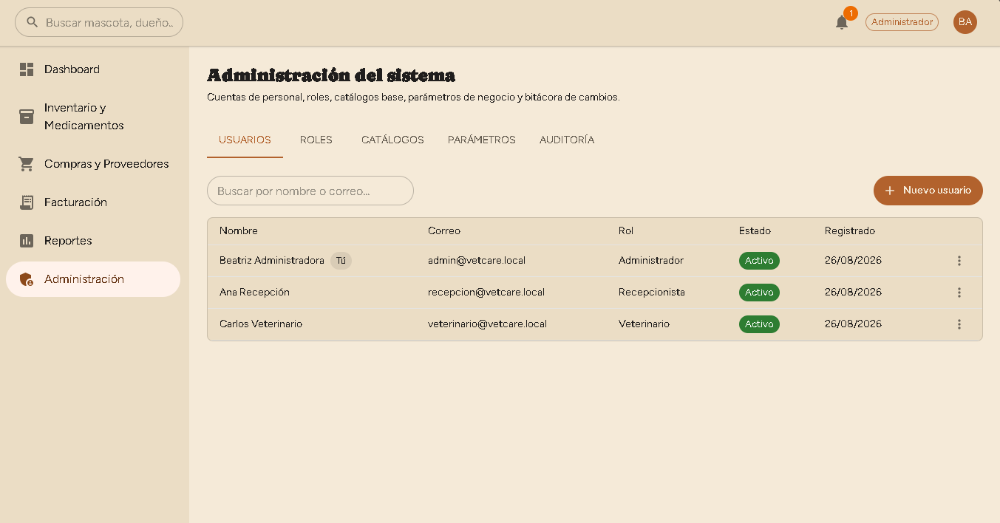 Buscar mascota, dueño..
1
Administrador
BA
Dashboard
Inventario y
Medicamentos
Compras y Proveedores
Facturación
Reportes
Administración
Administración del sistema
Cuentas de personal, roles, catálogos base, parámetros de negocio y bitácora de cambios.
USUARIOS ROLES CATÁLOGOS PARÁMETROS AUDITORÍA
Buscar por nombre o correo...
Nuevo usuario
Nombre Correo Rol Estado Registrado
Beatriz Administradora Tú admin@vetcare.local Administrador Activo 26/08/2026
Ana Recepción recepcion@vetcare.local Recepcionista Activo 26/08/2026
Carlos Veterinario veterinario@vetcare.local Veterinario Activo 26/08/2026